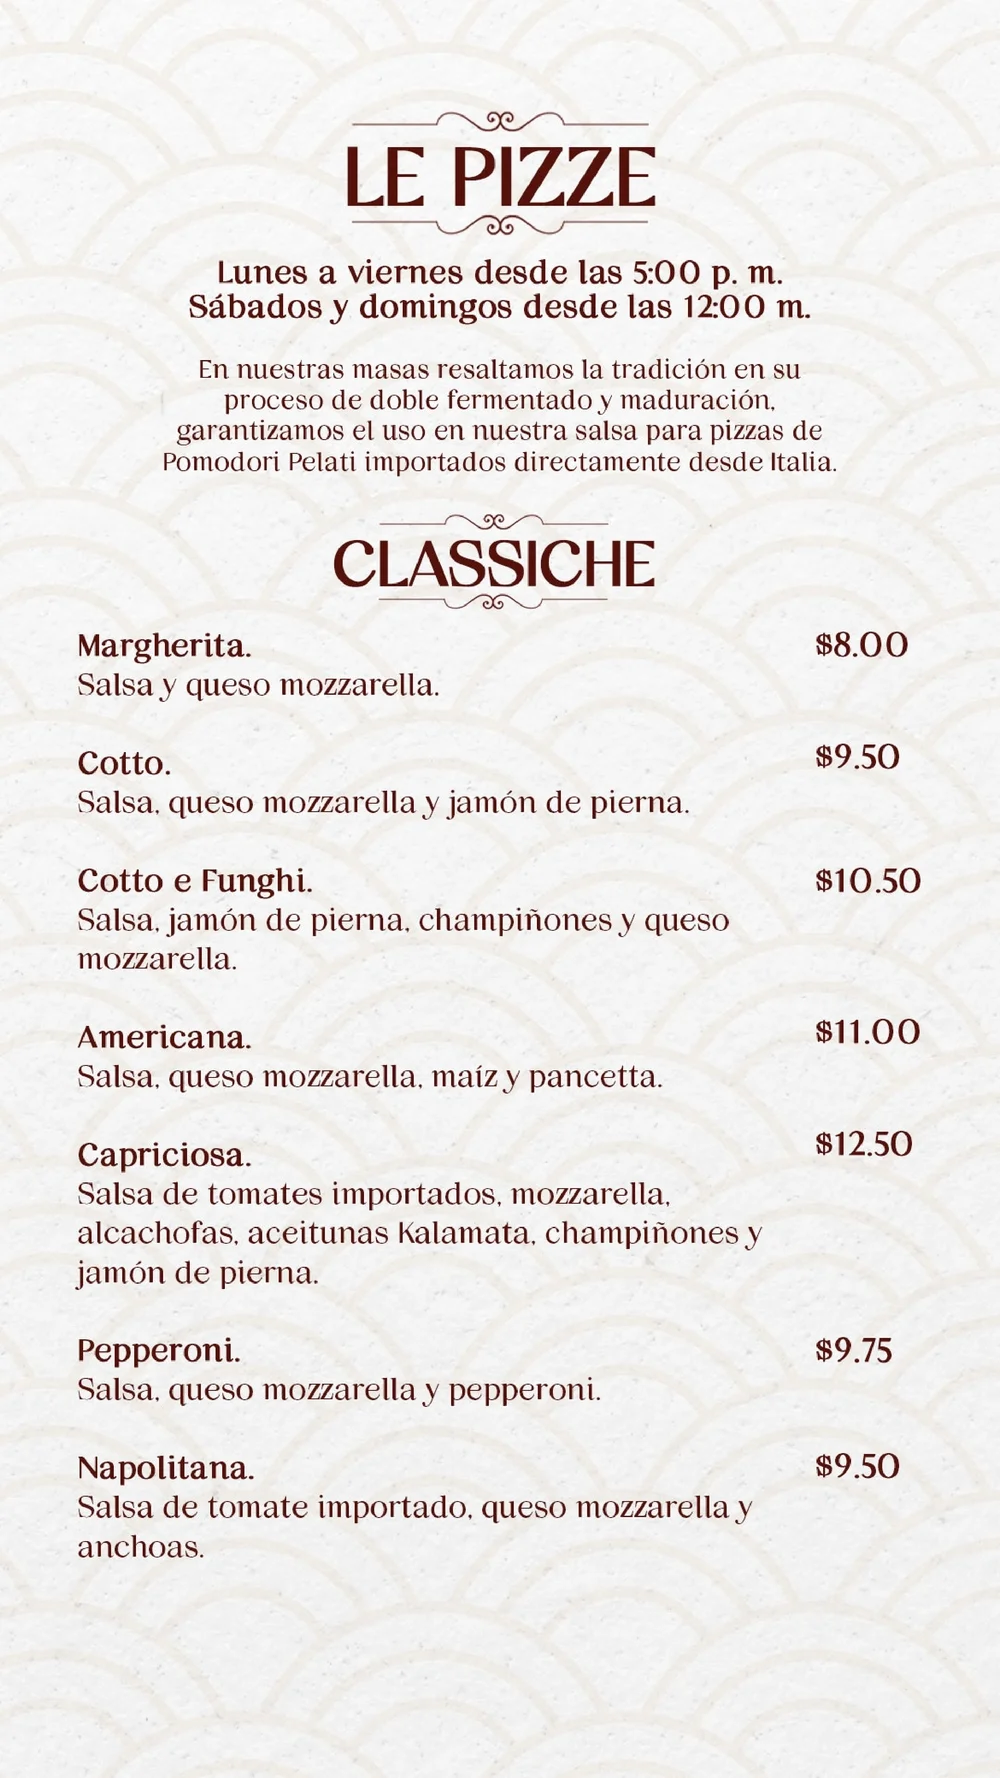 LE PIZZE
Lunes a viernes desde las 5:00 p. m.
Sábados y domingos desde las 12:00 m.
En nuestras masas resaltamos la tradición en su
proceso de doble fermentado y maduración,
garantizamos el uso en nuestra salsa para pizzas de
Pomodori Pelati importados directamente desde Italia.
CLASSICHE
Margherita. $8.00
Salsa y queso mozzarella.
Cotto. $9.50
Salsa, queso mozzarella y jamón de pierna.
Cotto e Funghi. $10.50
Salsa, jamón de pierna, champiñones y queso
mozzarella.
Americana. $11.00
Salsa, queso mozzarella, maíz y pancetta.
Capriciosa. $12.50
Salsa de tomates importados, mozzarella,
alcachofas, aceitunas Kalamata, champiñones y
jamón de pierna.
Pepperoni. $9.75
Salsa, queso mozzarella y pepperoni.
Napolitana. $9.50
Salsa de tomate importado, queso mozzarella y
anchoas.